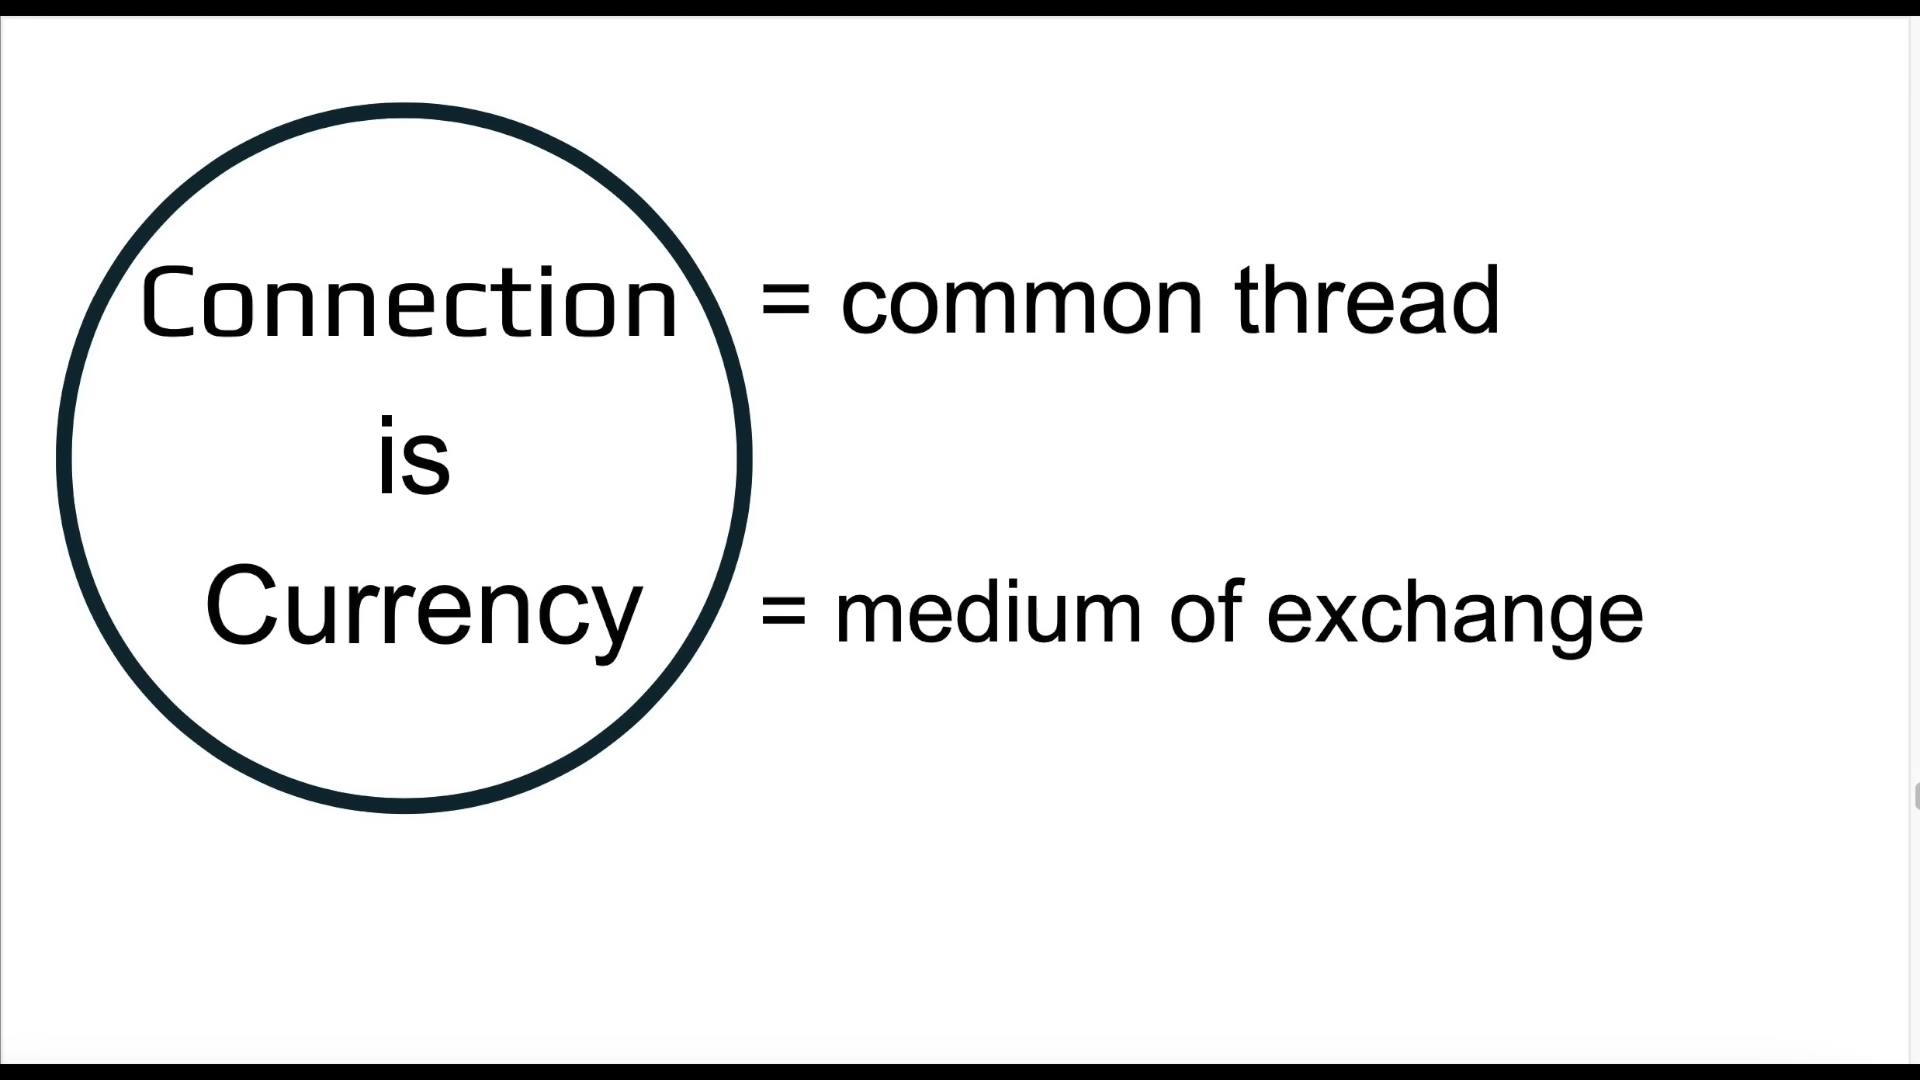 Connection = common thread
is
Currency = medium of exchange